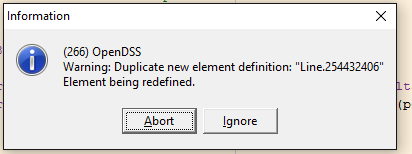 Information
(266) OpenDSS
Warning: Duplicate new element definition: "Line.254432406"
Element being redefined.
Abort
Ignore